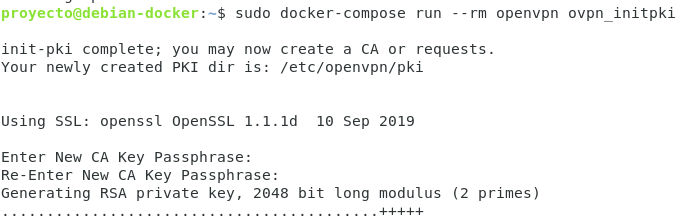 proyecto@debian-docker:~$ sudo docker-compose run --rm openvpn ovpn_initpki
init-pki complete; you may now create a CA or requests.
Your newly created PKI dir is: /etc/openvpn/pki
Using SSL: openssl OpenSSL 1.1.1d  10 Sep 2019
Enter New CA Key Passphrase:
Re-Enter New CA Key Passphrase:
Generating RSA private key, 2048 bit long modulus (2 primes)
..........................................+++++